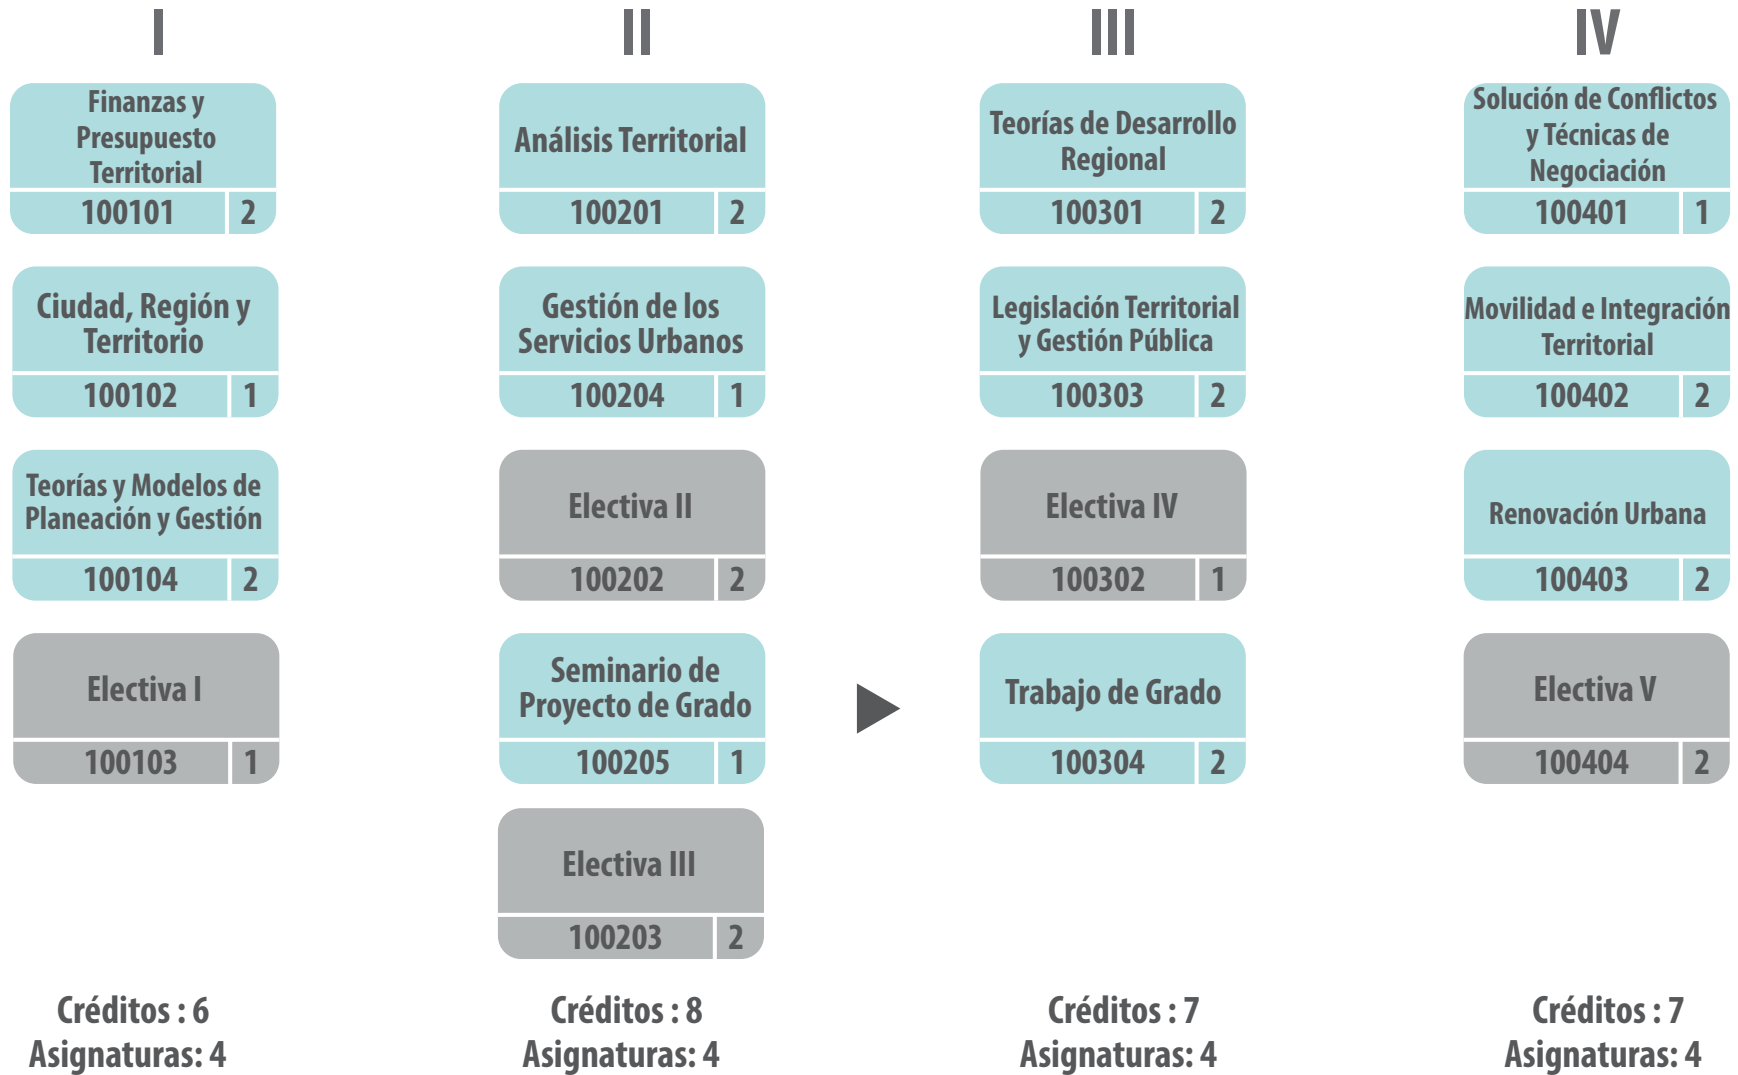 I
Finanzas y
Presupuesto
Territorial
100101 2
Ciudad, Región y
Territorio
100102 1
Teorías y Modelos de
Planeación y Gestión
100104 2
Electiva I
100103 1
Créditos : 6
Asignaturas: 4
II
Análisis Territorial
100201 2
Gestión de los
Servicios Urbanos
100204 1
Electiva II
100202 2
Seminario de
Proyecto de Grado
100205 1
Electiva III
100203 2
Créditos : 8
Asignaturas: 4
III
Teorías de Desarrollo
Regional
100301 2
Legislación Territorial
y Gestión Pública
100303 2
Electiva IV
100302 1
Trabajo de Grado
100304 2
Créditos : 7
Asignaturas: 4
IV
Solución de Conflictos
y Técnicas de
Negociación
100401 1
Movilidad e Integración
Territorial
100402 2
Renovación Urbana
100403 2
Electiva V
100404 2
Créditos : 7
Asignaturas: 4